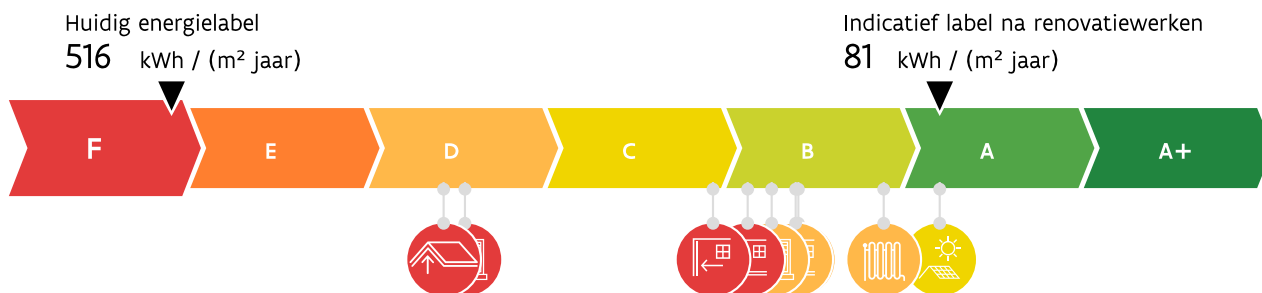 Huidig energielabel
516 kWh / (m² jaar)
Indicatief label na renovatiewerken
81 kWh / (m² jaar)
F E D C B A A+